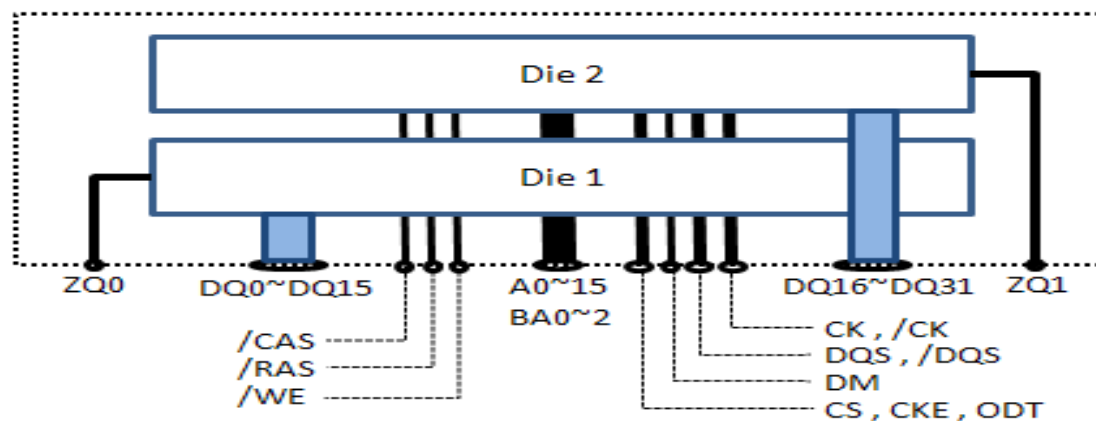 Die 2
Die 1
ZQ0
DQ0~DQ15
A0~15
BA0~2
DQ16~DQ31
ZQ1
/CAS
/RAS
/WE
CK , /CK
DQS , /DQS
DM
CS , CKE , ODT